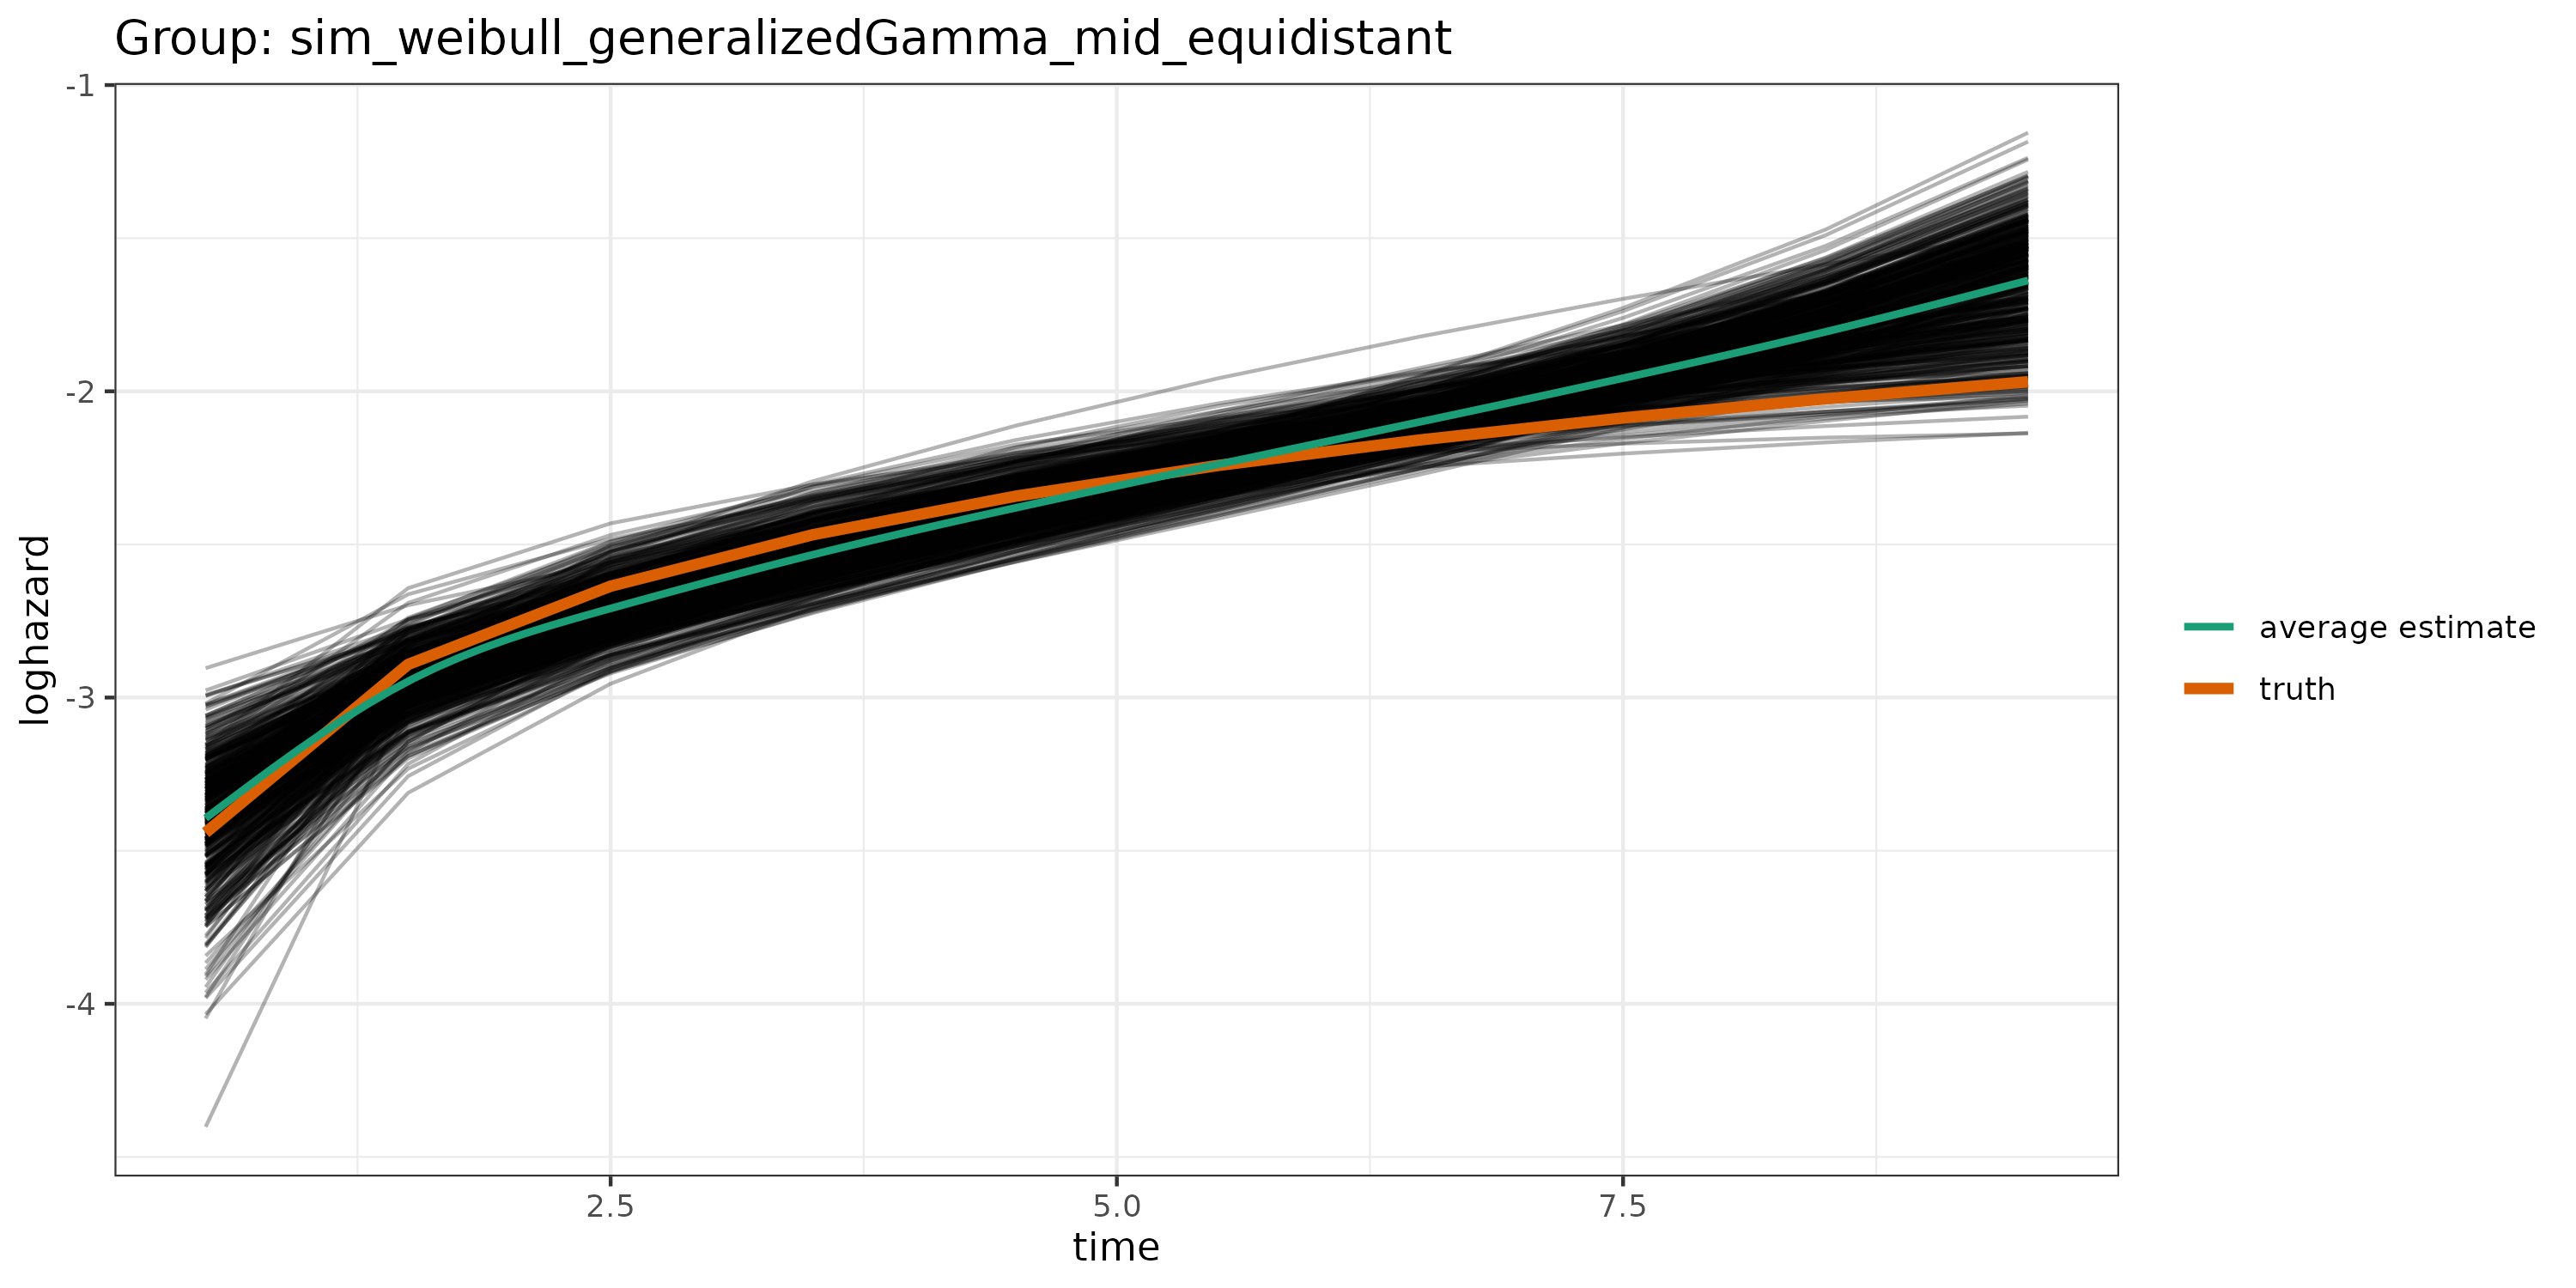 Group: sim_weibull_generalizedGamma_mid_equidistant
-1
-2
-3
-4
loghazard
2.5 5.0 7.5
time
average estimate
truth